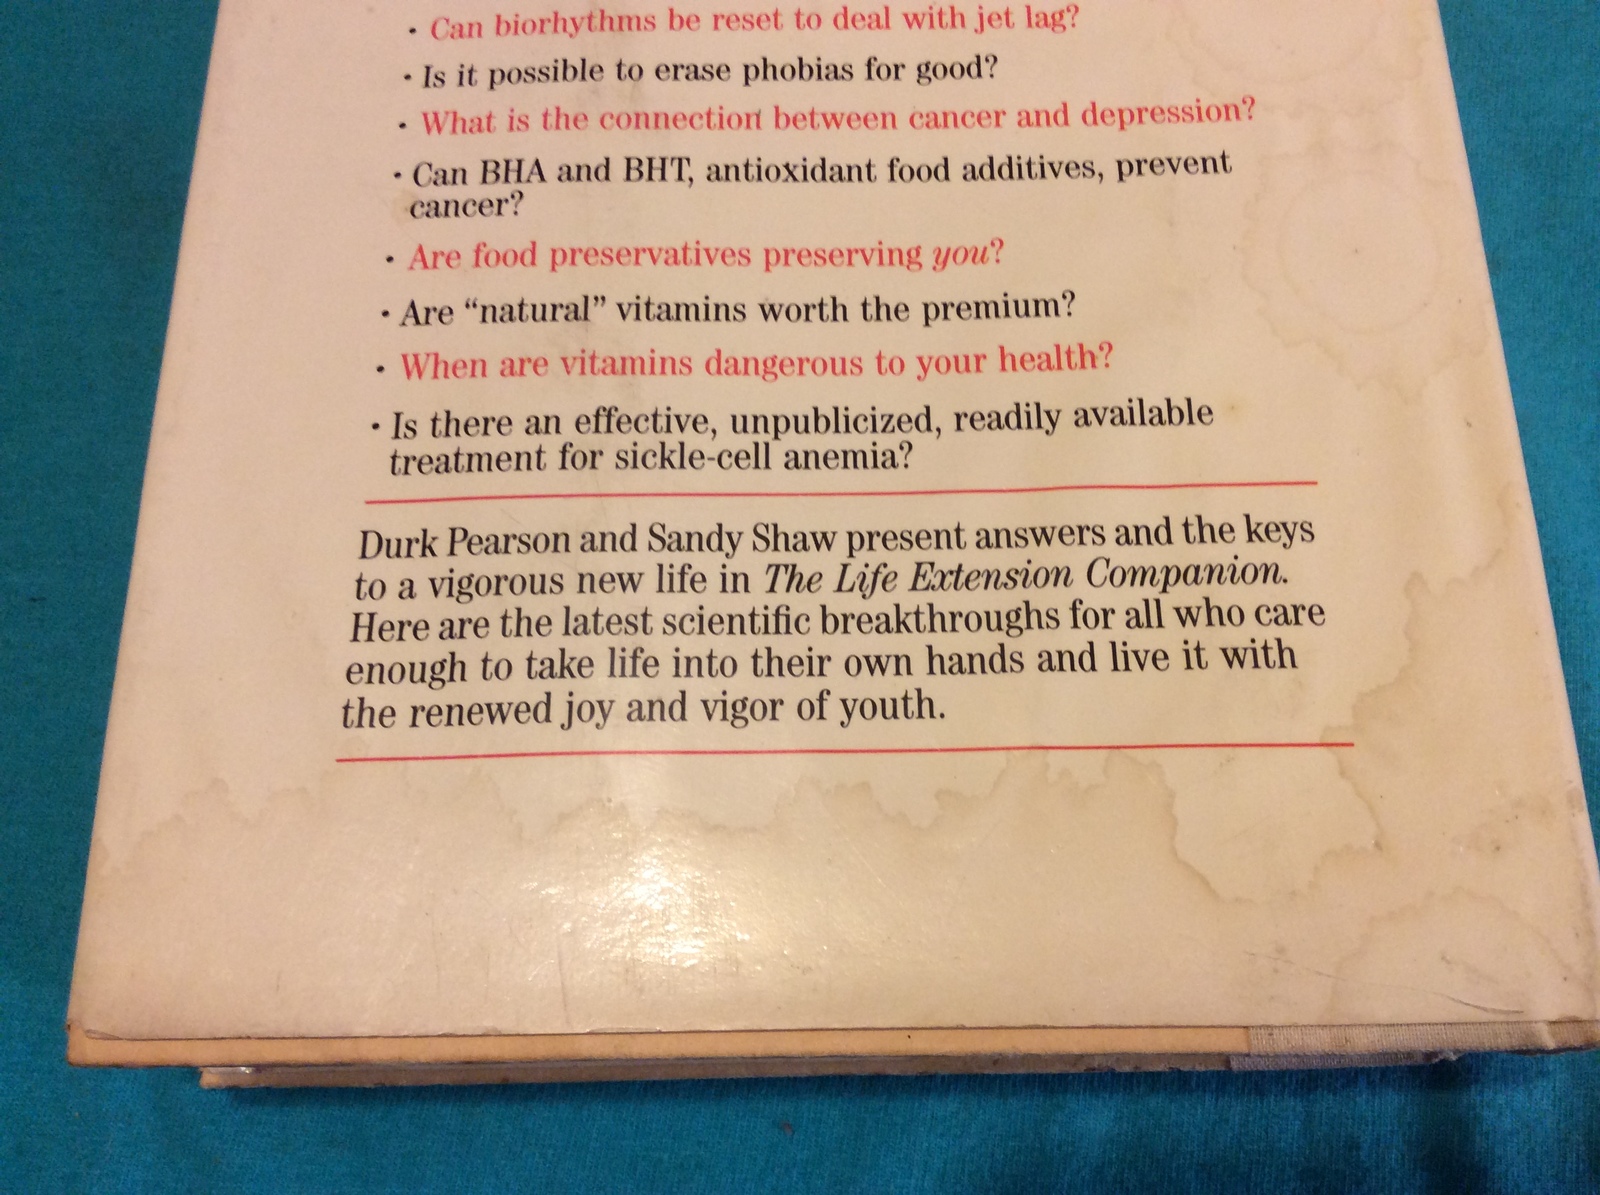 • Can biorhythms be reset to deal with jet lag?
• Is it possible to erase phobias for good?
• What is the connection between cancer and depression?
• Can BHA and BHT, antioxidant food additives, prevent
cancer?
• Are food preservatives preserving you?
• Are “natural” vitamins worth the premium?
• When are vitamins dangerous to your health?
• Is there an effective, unpublicized, readily available
treatment for sickle-cell anemia?
Durk Pearson and Sandy Shaw present answers and the keys
to a vigorous new life in The Life Extension Companion.
Here are the latest scientific breakthroughs for all who care
enough to take life into their own hands and live it with
the renewed joy and vigor of youth.